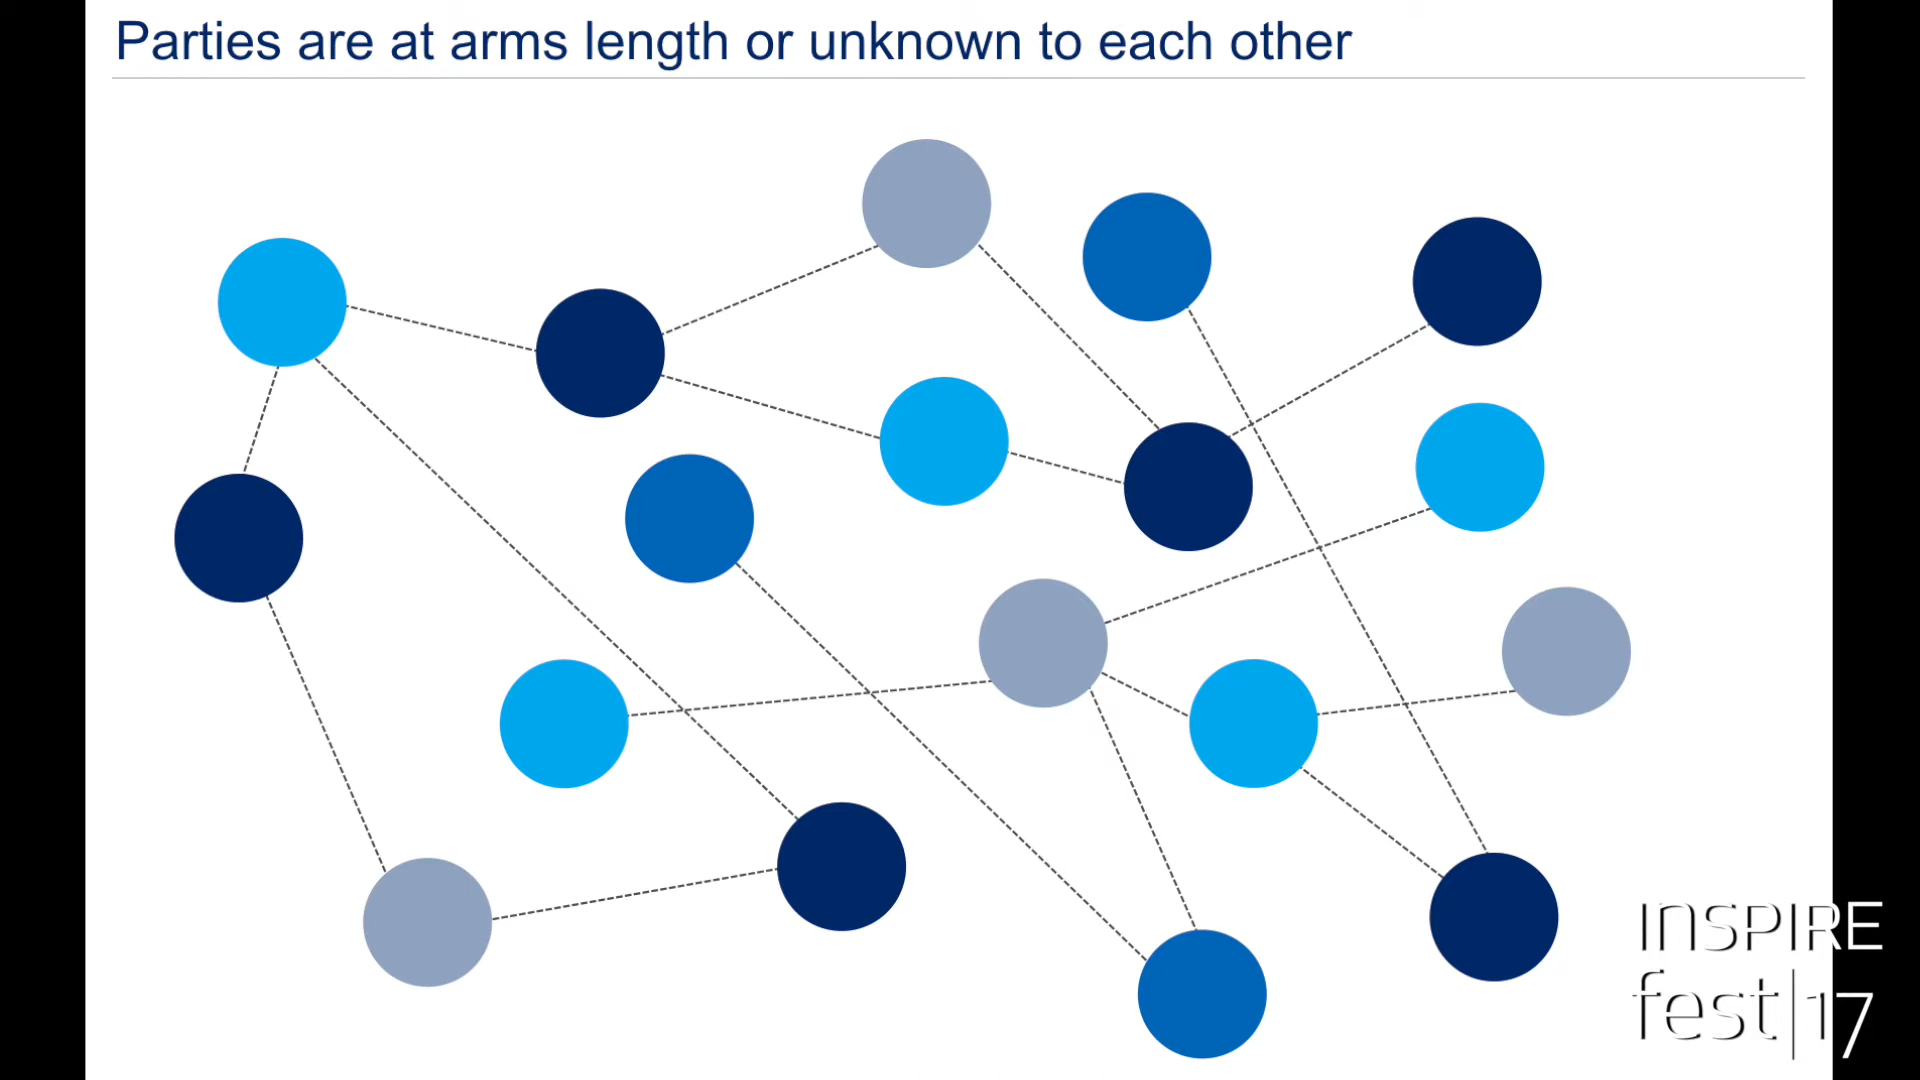 Parties are at arms length or unknown to each other
INSPIRE
fest|17